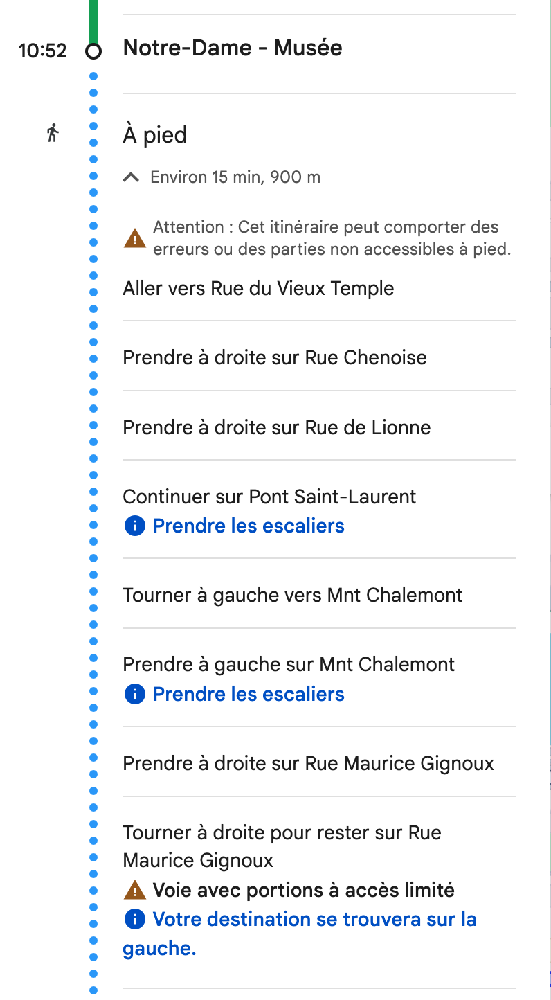 10:52 Notre-Dame - Musée
À pied
Environ 15 min, 900 m
Attention : Cet itinéraire peut comporter des
erreurs ou des parties non accessibles à pied.
Aller vers Rue du Vieux Temple
Prendre à droite sur Rue Chenoise
Prendre à droite sur Rue de Lionne
Continuer sur Pont Saint-Laurent
Prendre les escaliers
Tourner à gauche vers Mnt Chalemont
Prendre à gauche sur Mnt Chalemont
Prendre les escaliers
Prendre à droite sur Rue Maurice Gignoux
Tourner à droite pour rester sur Rue
Maurice Gignoux
Voie avec portions à accès limité
Votre destination se trouvera sur la
gauche.